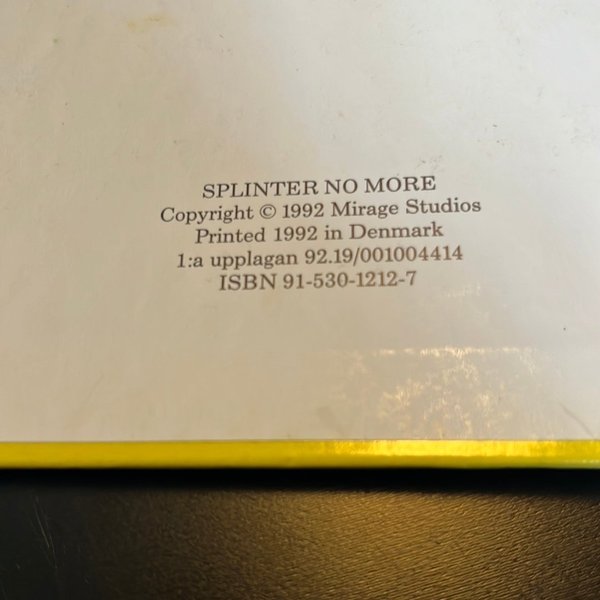 SPLINTER NO MORE
Copyright © 1992 Mirage Studios
Printed 1992 in Denmark
1:a upplagan 92.19/001004414
ISBN 91-530-1212-7